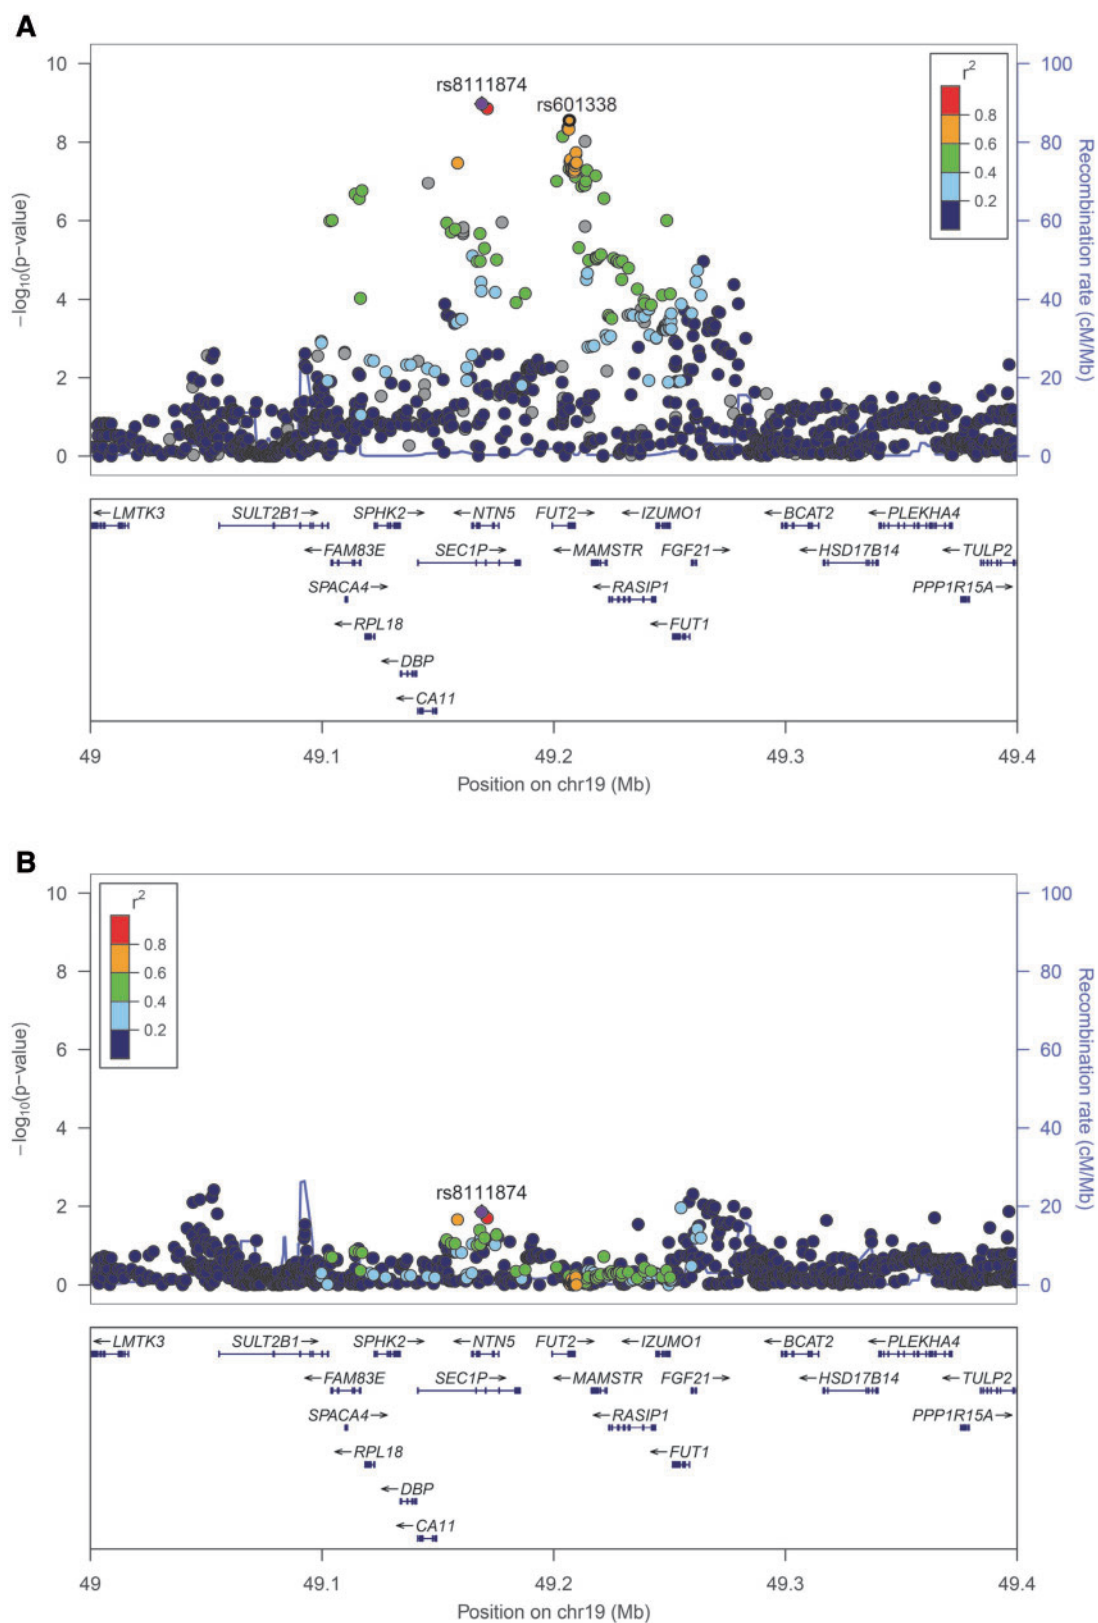 A
rs8111874
rs601338
r²
0.8
0.6
0.4
0.2
10
8
6
4
2
0
−log₁₀(p−value)
100
80
60
40
20
0
Recombination rate (cM/Mb)
←LMTK3 SULT2B1→ SPHK2→ ←NTN5 FUT2→ ←IZUMO1 ←BCAT2 ←PLEKHA4
←FAM83E SEC1P→ ←MAMSTR FGF21→ ←HSD17B14 ←TULP2
SPACA4→ ←RASIP1 PPP1R15A→
←RPL18 ←FUT1
←DBP
←CA11
49 49.1 49.2 49.3 49.4
Position on chr19 (Mb)
B
r²
0.8
0.6
0.4
0.2
rs8111874
10
8
6
4
2
0
−log₁₀(p−value)
100
80
60
40
20
0
Recombination rate (cM/Mb)
←LMTK3 SULT2B1→ SPHK2→ ←NTN5 FUT2→ ←IZUMO1 ←BCAT2 ←PLEKHA4
←FAM83E SEC1P→ ←MAMSTR FGF21→ ←HSD17B14 ←TULP2
SPACA4→ ←RASIP1 PPP1R15A→
←RPL18 ←FUT1
←DBP
←CA11
49 49.1 49.2 49.3 49.4
Position on chr19 (Mb)